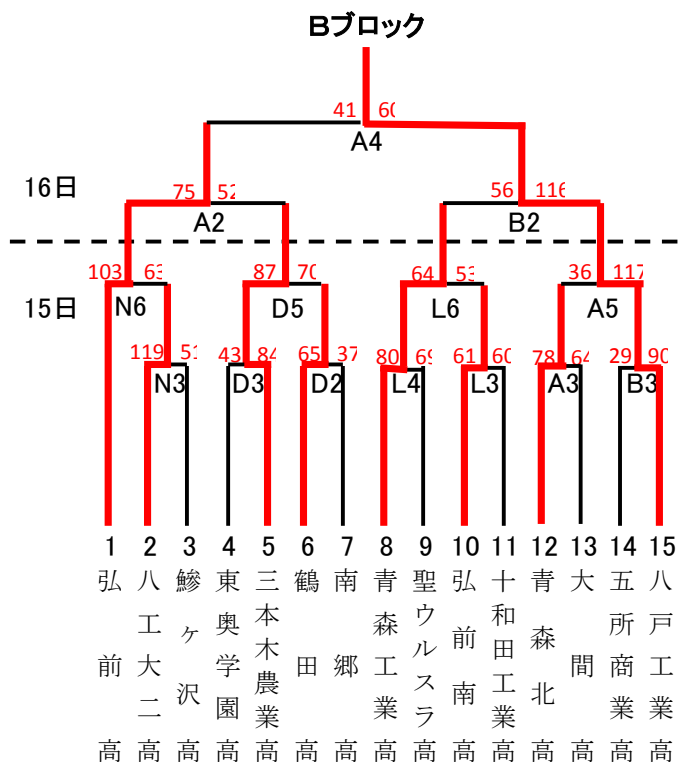 Bブロック
41 60
A4
16日
75 52 56 116
A2 B2
103 63 87 70 64 53 36 117
15日 N6 D5 L6 A5
119 51 43 84 65 37 80 69 61 60 78 64 29 90
N3 D3 D2 L4 L3 A3 B3
1 2 3 4 5 6 7 8 9 10 11 12 13 14 15
弘前高
八工大二高
鰺ヶ沢高
東奥学園高
三本木農業高
鶴田高
南郷高
青森工業高
聖ウルスラ高
弘前南高
十和田工業高
青森北高
大間高
五所商業高
八戸工業高